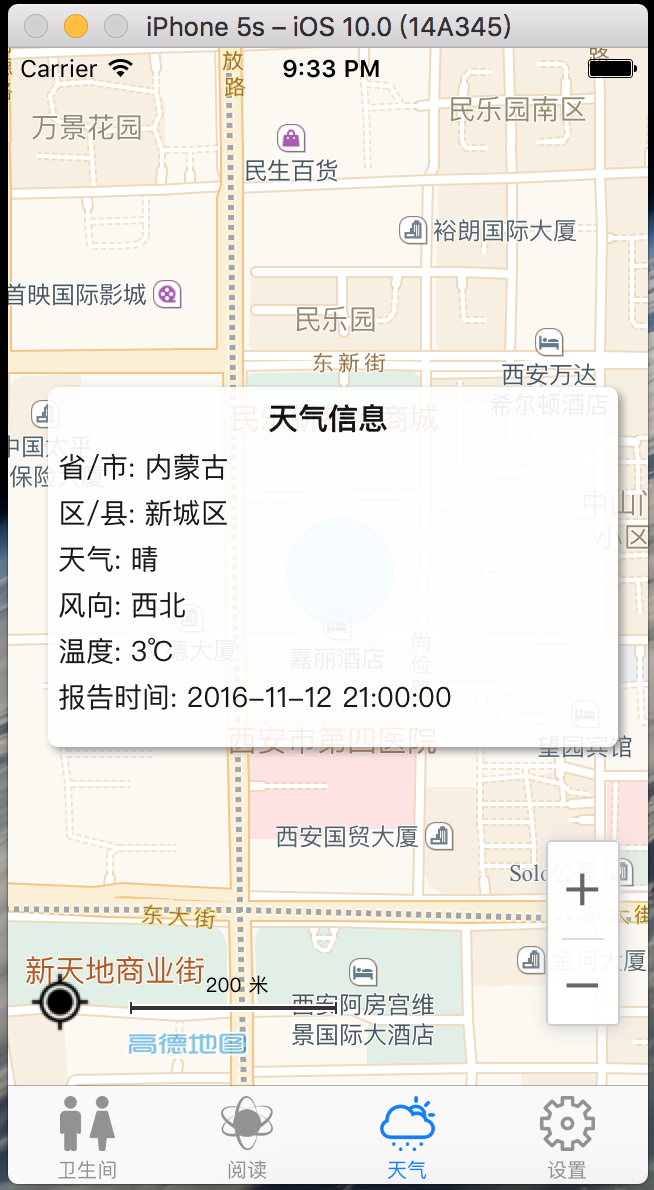 iPhone 5s – iOS 10.0 (14A345)
Carrier
9:33 PM
放
路
路
万景花园
民乐园南区
民生百货
裕朗国际大厦
首映国际影城
民乐园
东新街
西安万达
希尔顿酒店
中国太平
保险
天气信息
省/市: 内蒙古
区/县: 新城区
天气: 晴
风向: 西北
温度: 3℃
报告时间: 2016-11-12 21:00:00
中山
小区
德大厦
嘉丽酒店
尚
俭
路
西安市第四医院
望园宾馆
西安国贸大厦
Solo公寓
东大街
东大街
新天地商业街
金河大厦
200 米
西安阿房宫维
景国际大酒店
高德地图
卫生间
阅读
天气
设置